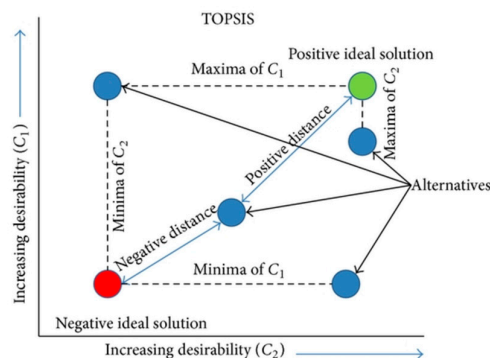 TOPSIS
Positive ideal solution
Maxima of C1
Maxima of C2
Positive distance
Minima of C2
Alternatives
Negative distance
Minima of C1
Negative ideal solution
Increasing desirability (C1)
Increasing desirability (C2)